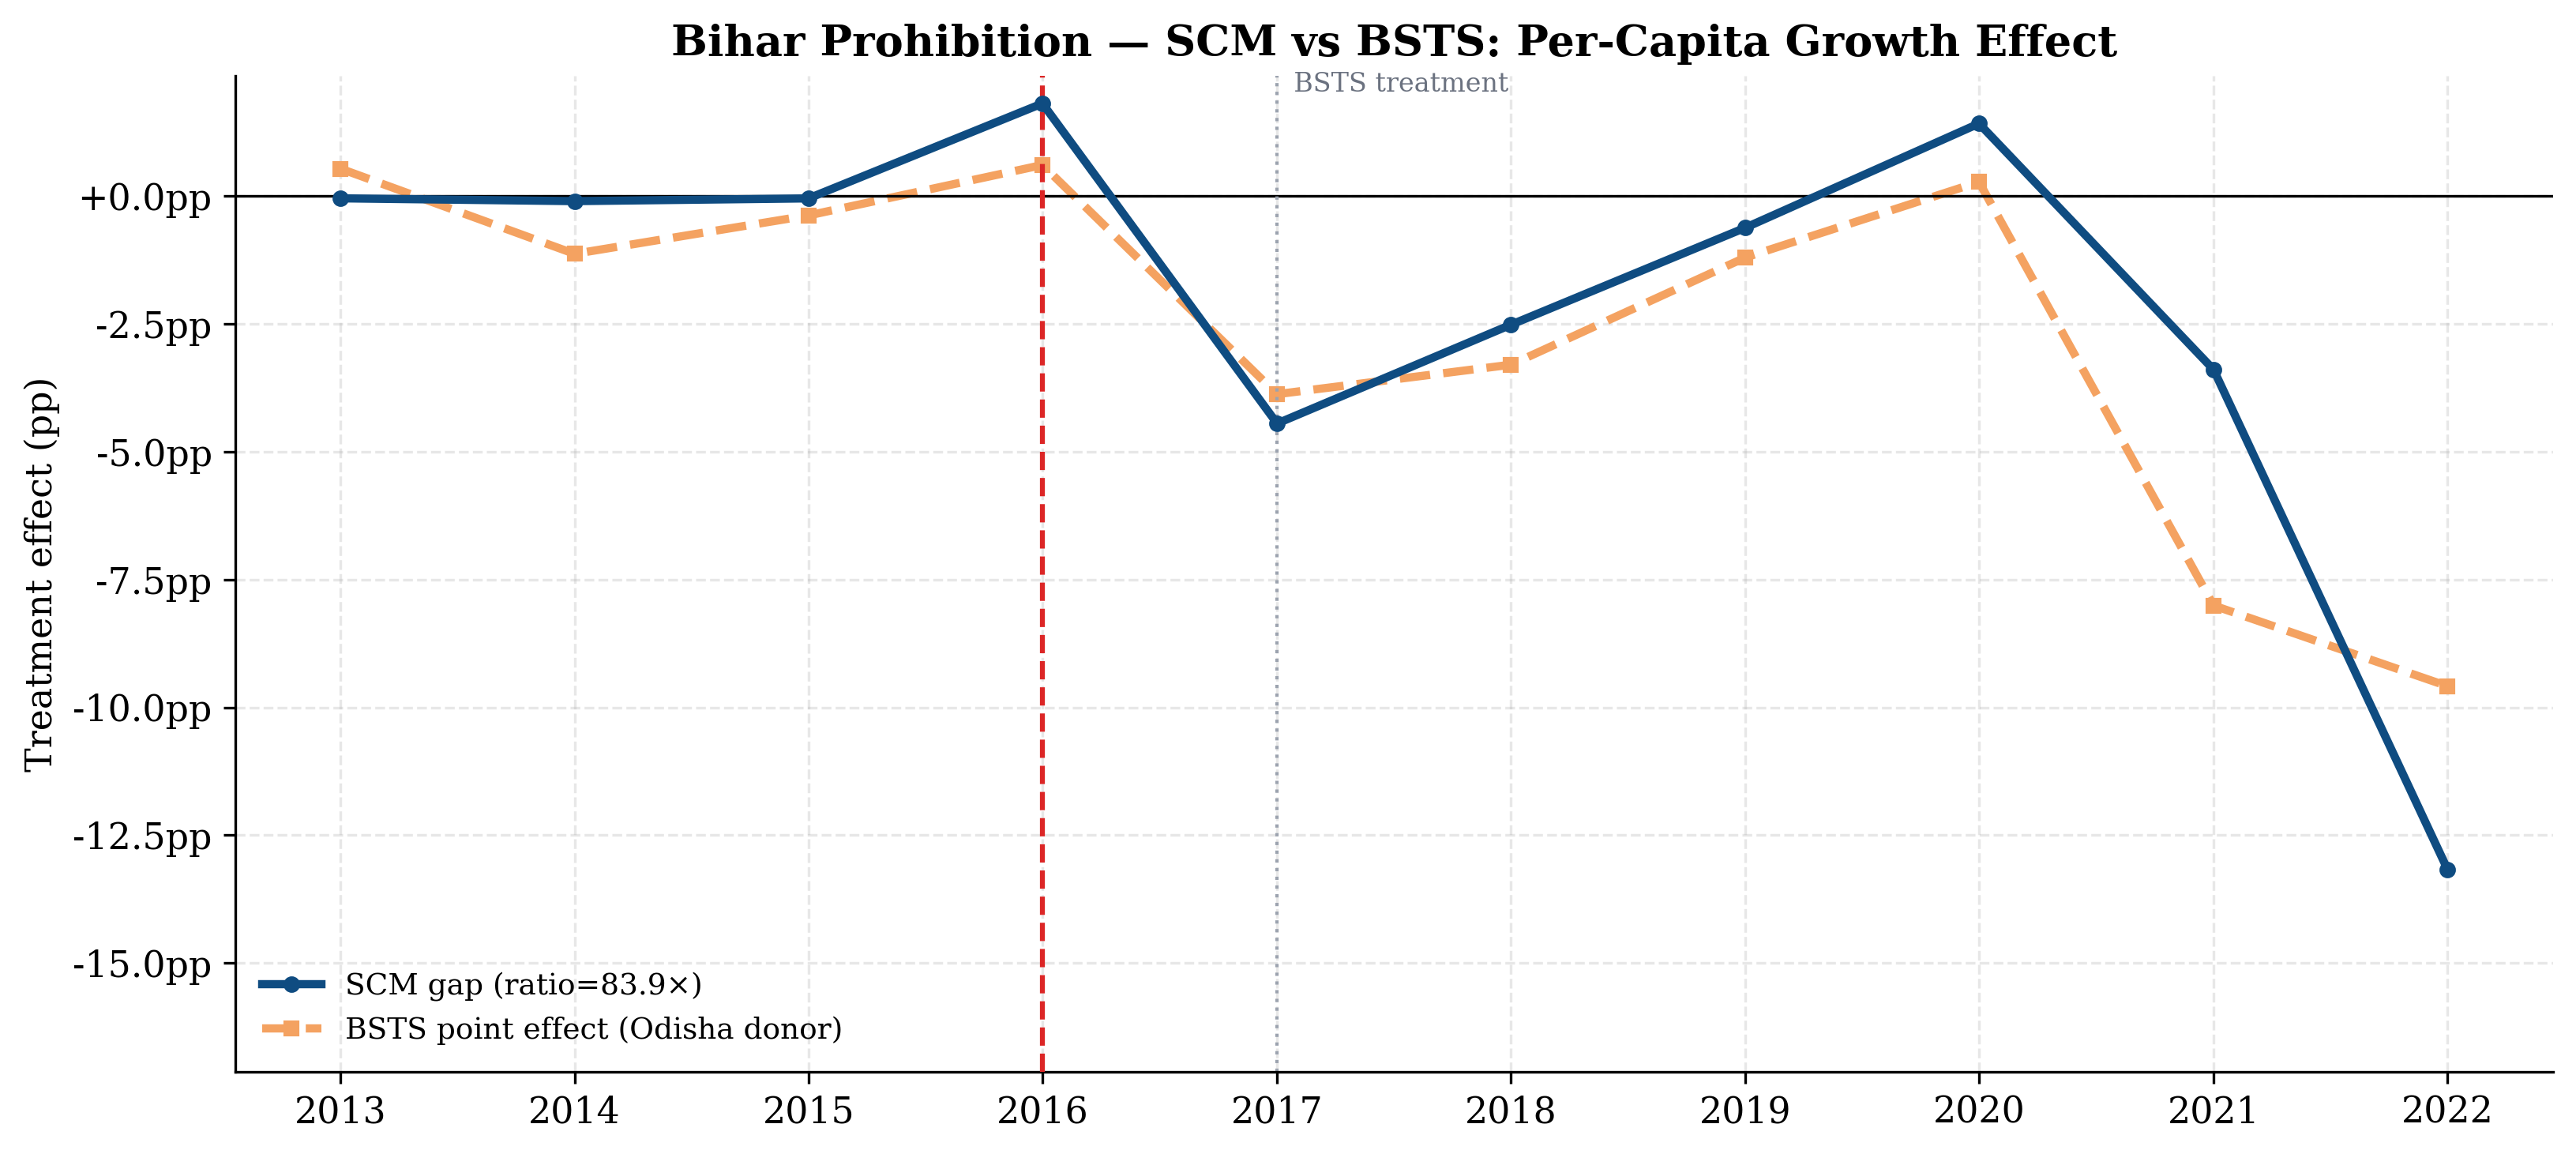 Bihar Prohibition — SCM vs BSTS: Per-Capita Growth Effect
BSTS treatment
Treatment effect (pp)
+0.0pp
-2.5pp
-5.0pp
-7.5pp
-10.0pp
-12.5pp
-15.0pp
SCM gap (ratio=83.9×)
BSTS point effect (Odisha donor)
2013 2014 2015 2016 2017 2018 2019 2020 2021 2022